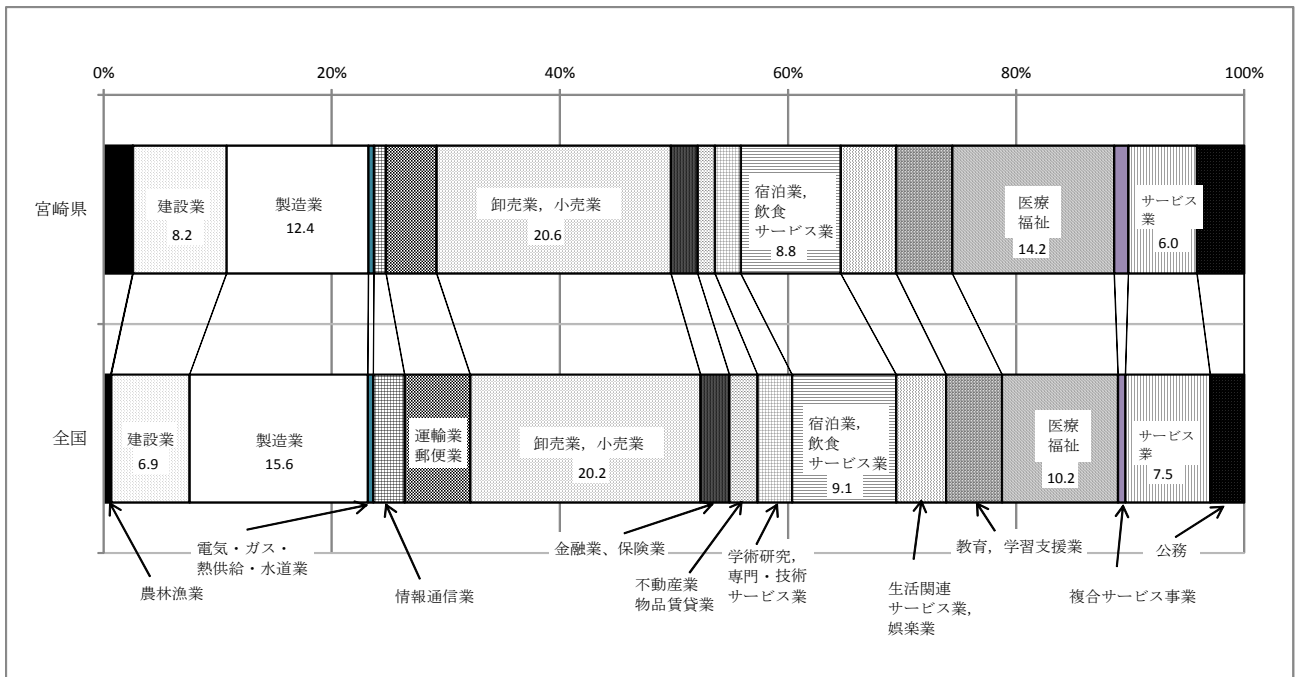 0%
20%
40%
60%
80%
100%
宮崎県
建設業
8.2
製造業
12.4
卸売業，小売業
20.6
宿泊業，
飲食
サービス業
8.8
医療
福祉
14.2
サービス
業
6.0
全国
建設業
6.9
製造業
15.6
運輸業
郵便業
卸売業，小売業
20.2
宿泊業，
飲食
サービス業
9.1
医療
福祉
10.2
サービス
業
7.5
農林漁業
電気・ガス・
熱供給・水道業
情報通信業
金融業、保険業
不動産業
物品賃貸業
学術研究，
専門・技術
サービス業
生活関連
サービス業，
娯楽業
教育，学習支援業
複合サービス事業
公務